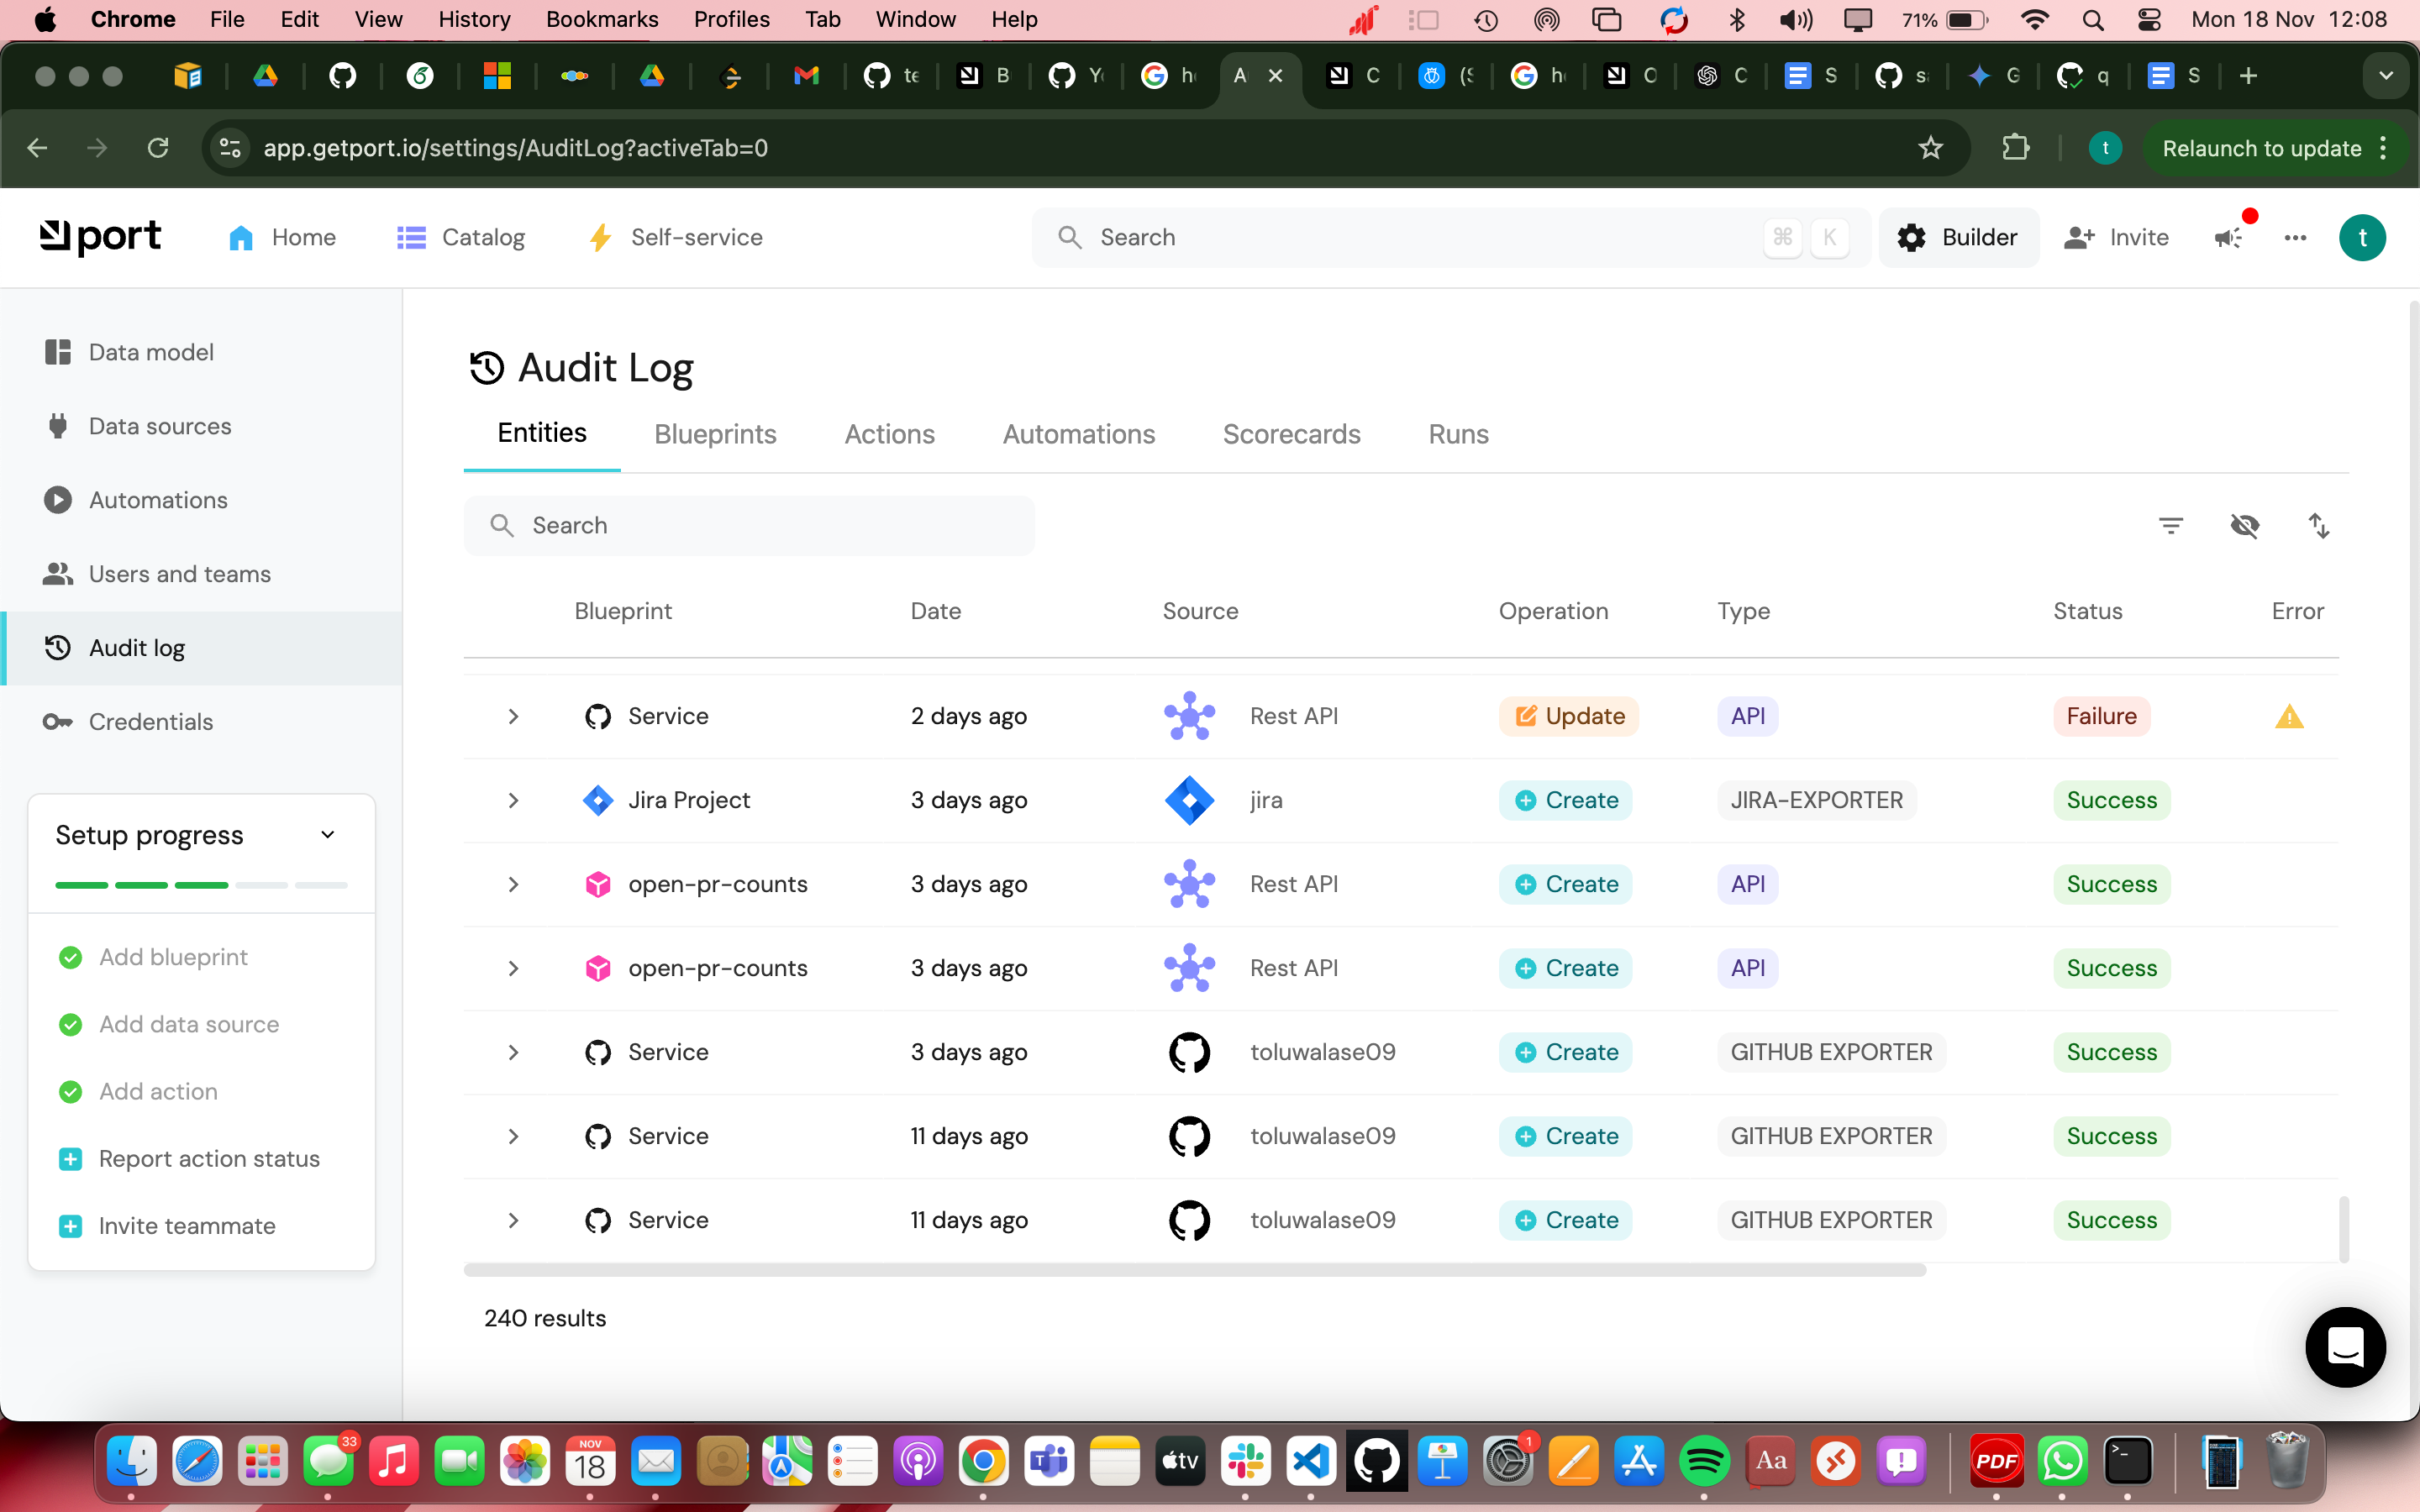 Chrome File Edit View History Bookmarks Profiles Tab Window Help 71% Mon 18 Nov 12:08
te B Yo h A C (S h O C S s G q S
app.getport.io/settings/AuditLog?activeTab=0 t Relaunch to update
port Home Catalog Self-service Search ⌘ K Builder Invite t
Data model
Data sources
Automations
Users and teams
Audit log
Credentials
Setup progress
Add blueprint
Add data source
Add action
Report action status
Invite teammate
Audit Log
Entities Blueprints Actions Automations Scorecards Runs
Search
Blueprint Date Source Operation Type Status Error
Service 2 days ago Rest API Update API Failure
Jira Project 3 days ago jira Create JIRA-EXPORTER Success
open-pr-counts 3 days ago Rest API Create API Success
open-pr-counts 3 days ago Rest API Create API Success
Service 3 days ago toluwalase09 Create GITHUB EXPORTER Success
Service 11 days ago toluwalase09 Create GITHUB EXPORTER Success
Service 11 days ago toluwalase09 Create GITHUB EXPORTER Success
240 results
33 NOV 18 tv 1 Aa PDF